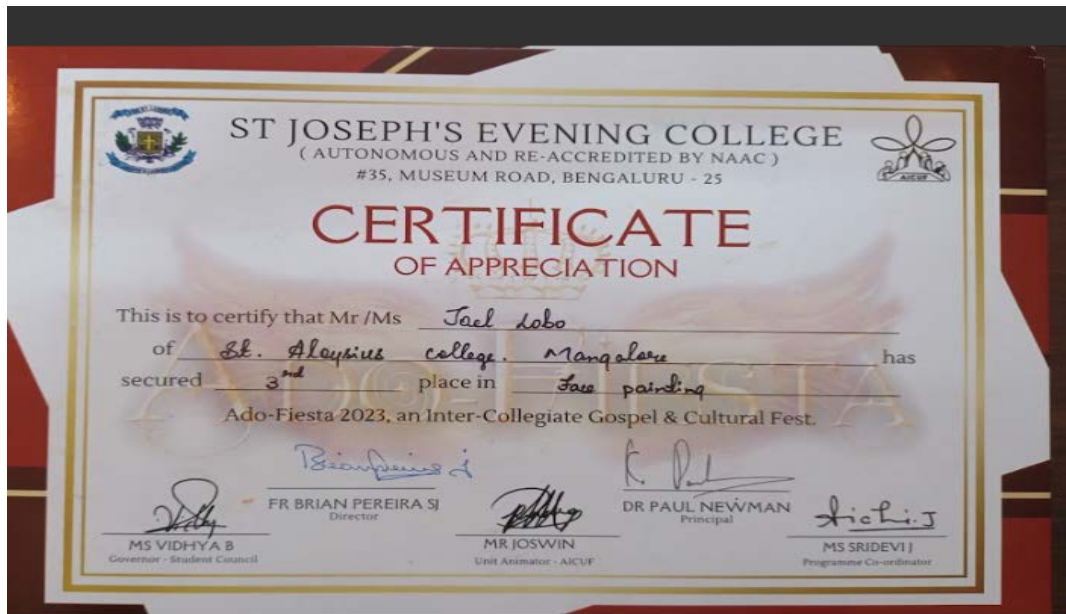 ST JOSEPH'S EVENING COLLEGE
( AUTONOMOUS AND RE-ACCREDITED BY NAAC )
#35, MUSEUM ROAD, BENGALURU - 25
AICUF
CERTIFICATE
OF APPRECIATION
This is to certify that Mr /Ms Jael Lobo
of St. Aloysius college. Mangalore has
secured 3rd place in Face painting
ADO-FIESTA
Ado-Fiesta 2023, an Inter-Collegiate Gospel & Cultural Fest.
FR BRIAN PEREIRA SJ
Director
DR PAUL NEWMAN
Principal
MS VIDHYA B
Governor - Student Council
MR JOSWIN
Unit Animator - AICUF
MS SRIDEVI J
Programme Co-ordinator